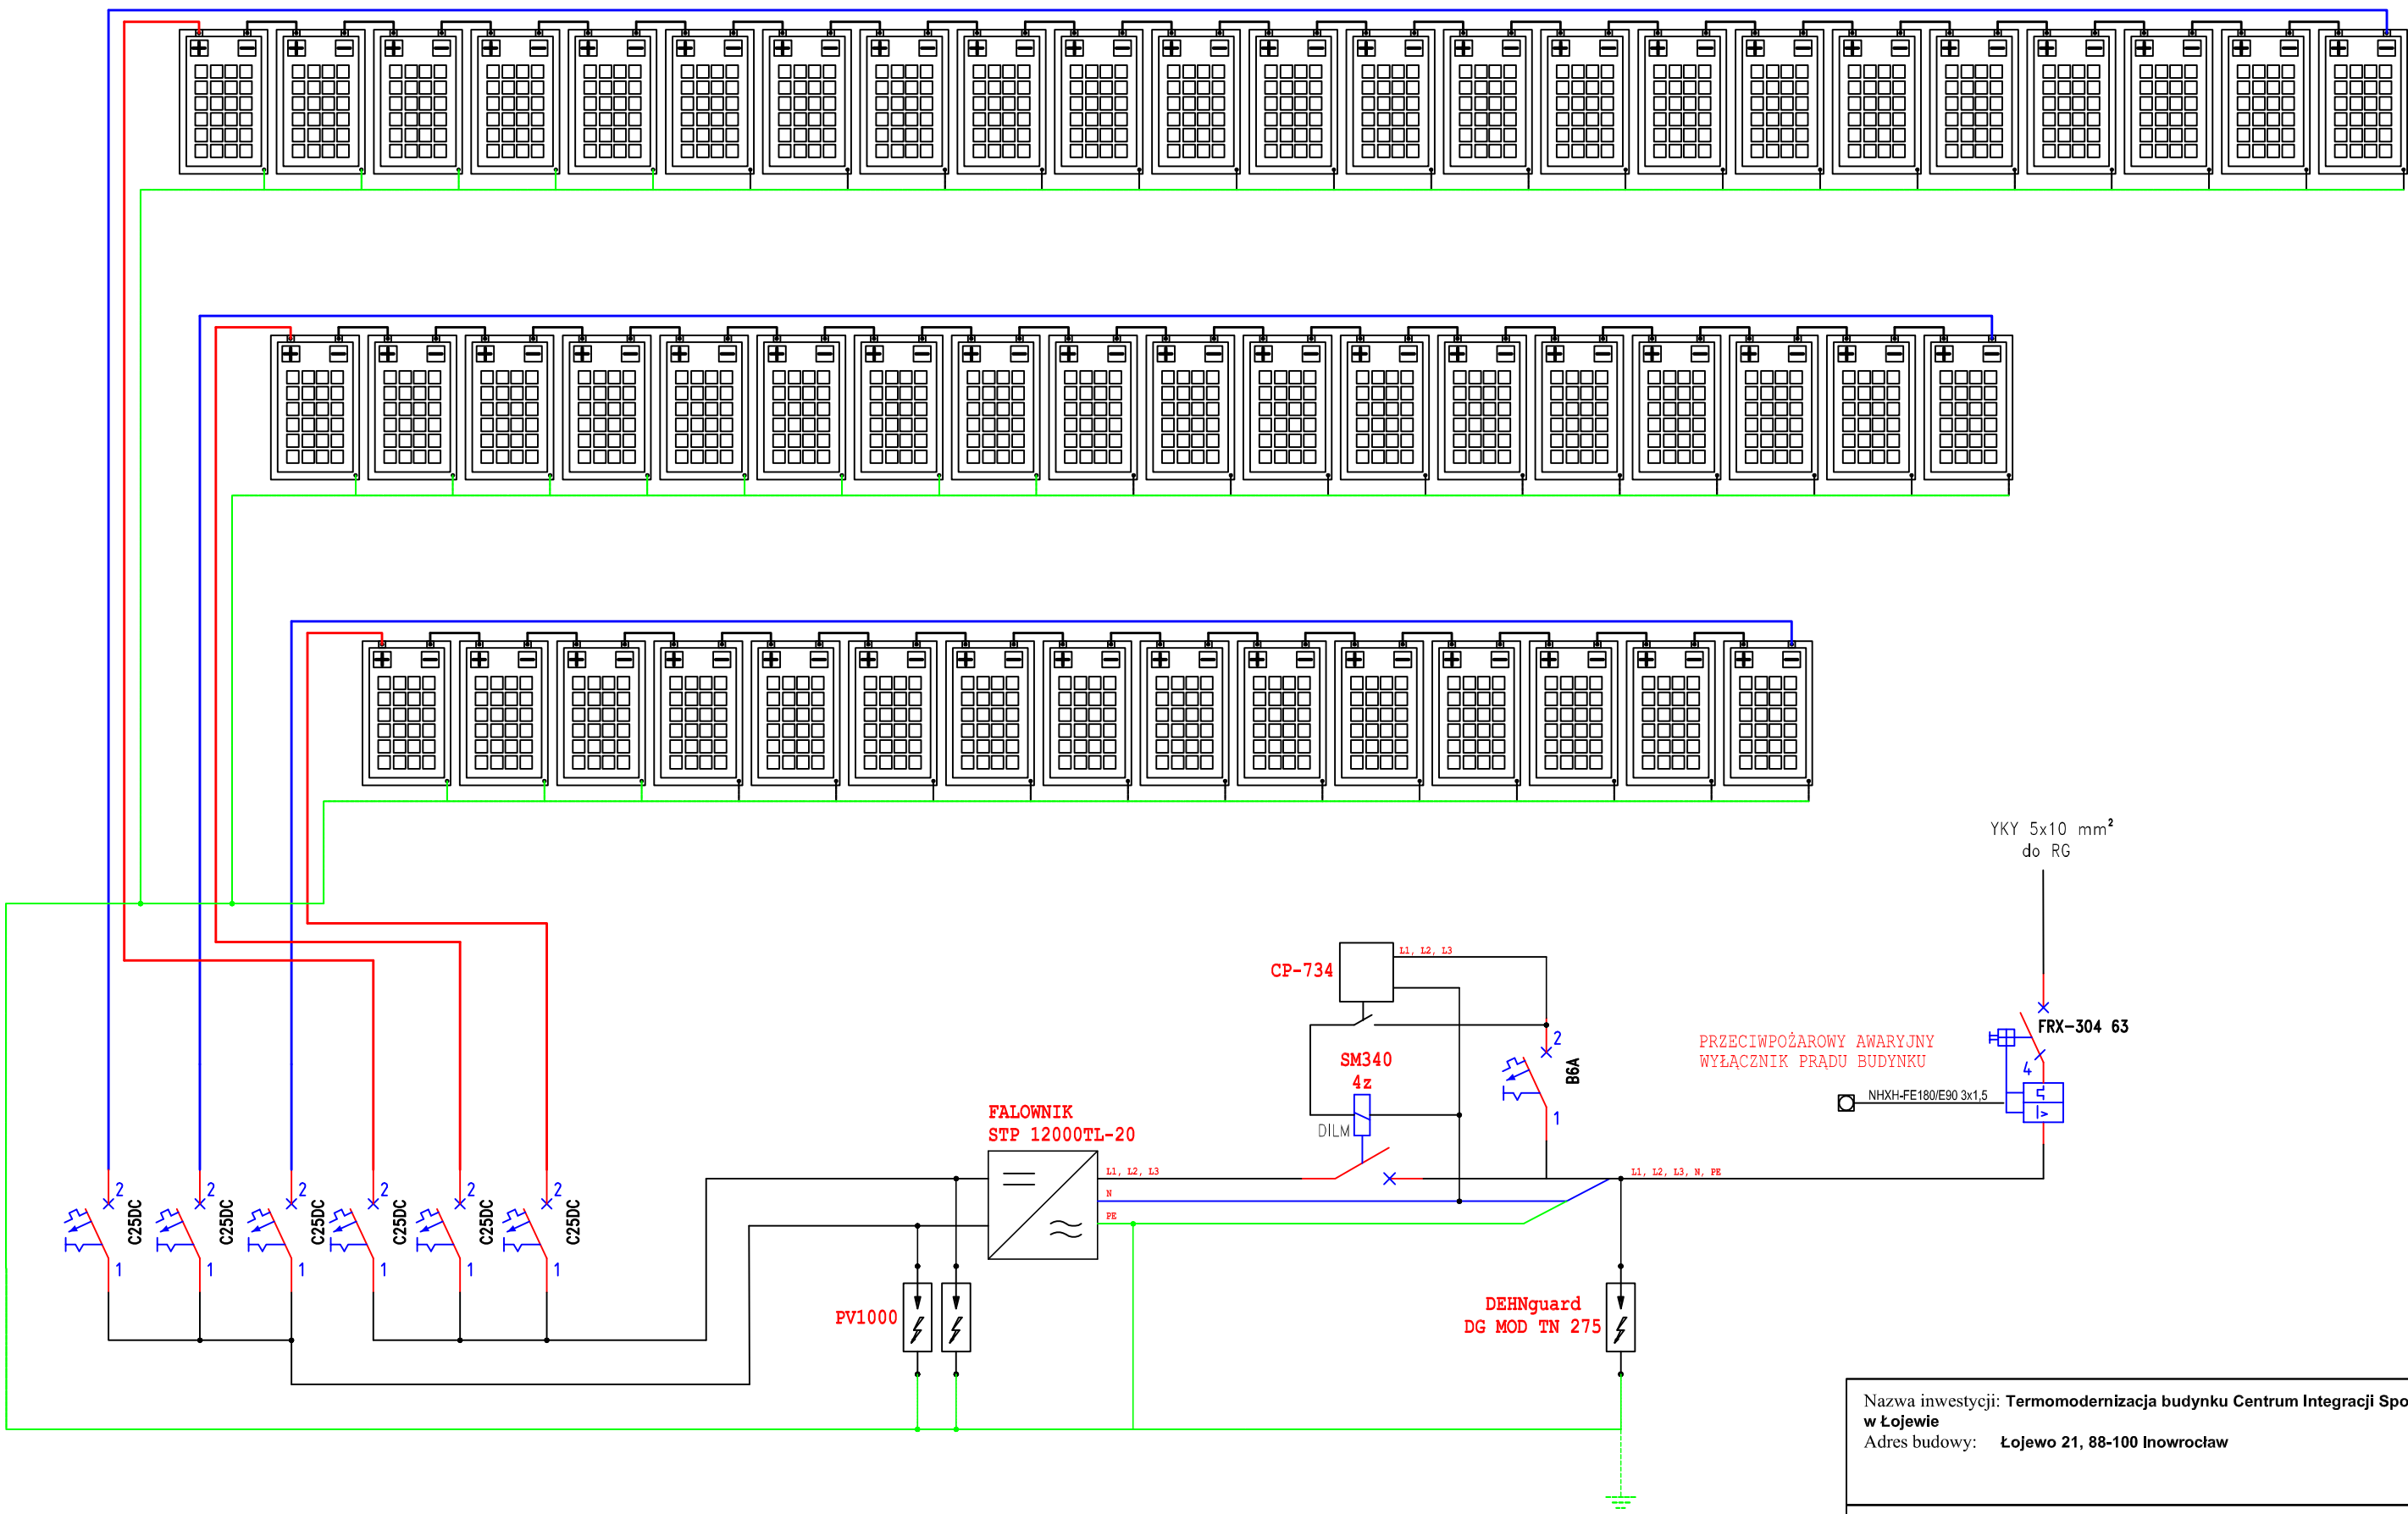 YKY 5x10 mm²
do RG
L1, L2, L3
CP-734
FRX-304 63
PRZECIWPOŻAROWY AWARYJNY
WYŁĄCZNIK PRĄDU BUDYNKU
4
NHXH-FE180/E90 3x1,5
I>
2
B6A
1
SM340
4z
DILM
FALOWNIK
STP 12000TL-20
L1, L2, L3
N
PE
L1, L2, L3, N, PE
2
C25DC
1
2
C25DC
1
2
C25DC
1
2
C25DC
1
2
C25DC
1
2
C25DC
1
PV1000
DEHNguard
DG MOD TN 275
Nazwa inwestycji: Termomodernizacja budynku Centrum Integracji Spo
w Łojewie
Adres budowy: Łojewo 21, 88-100 Inowrocław